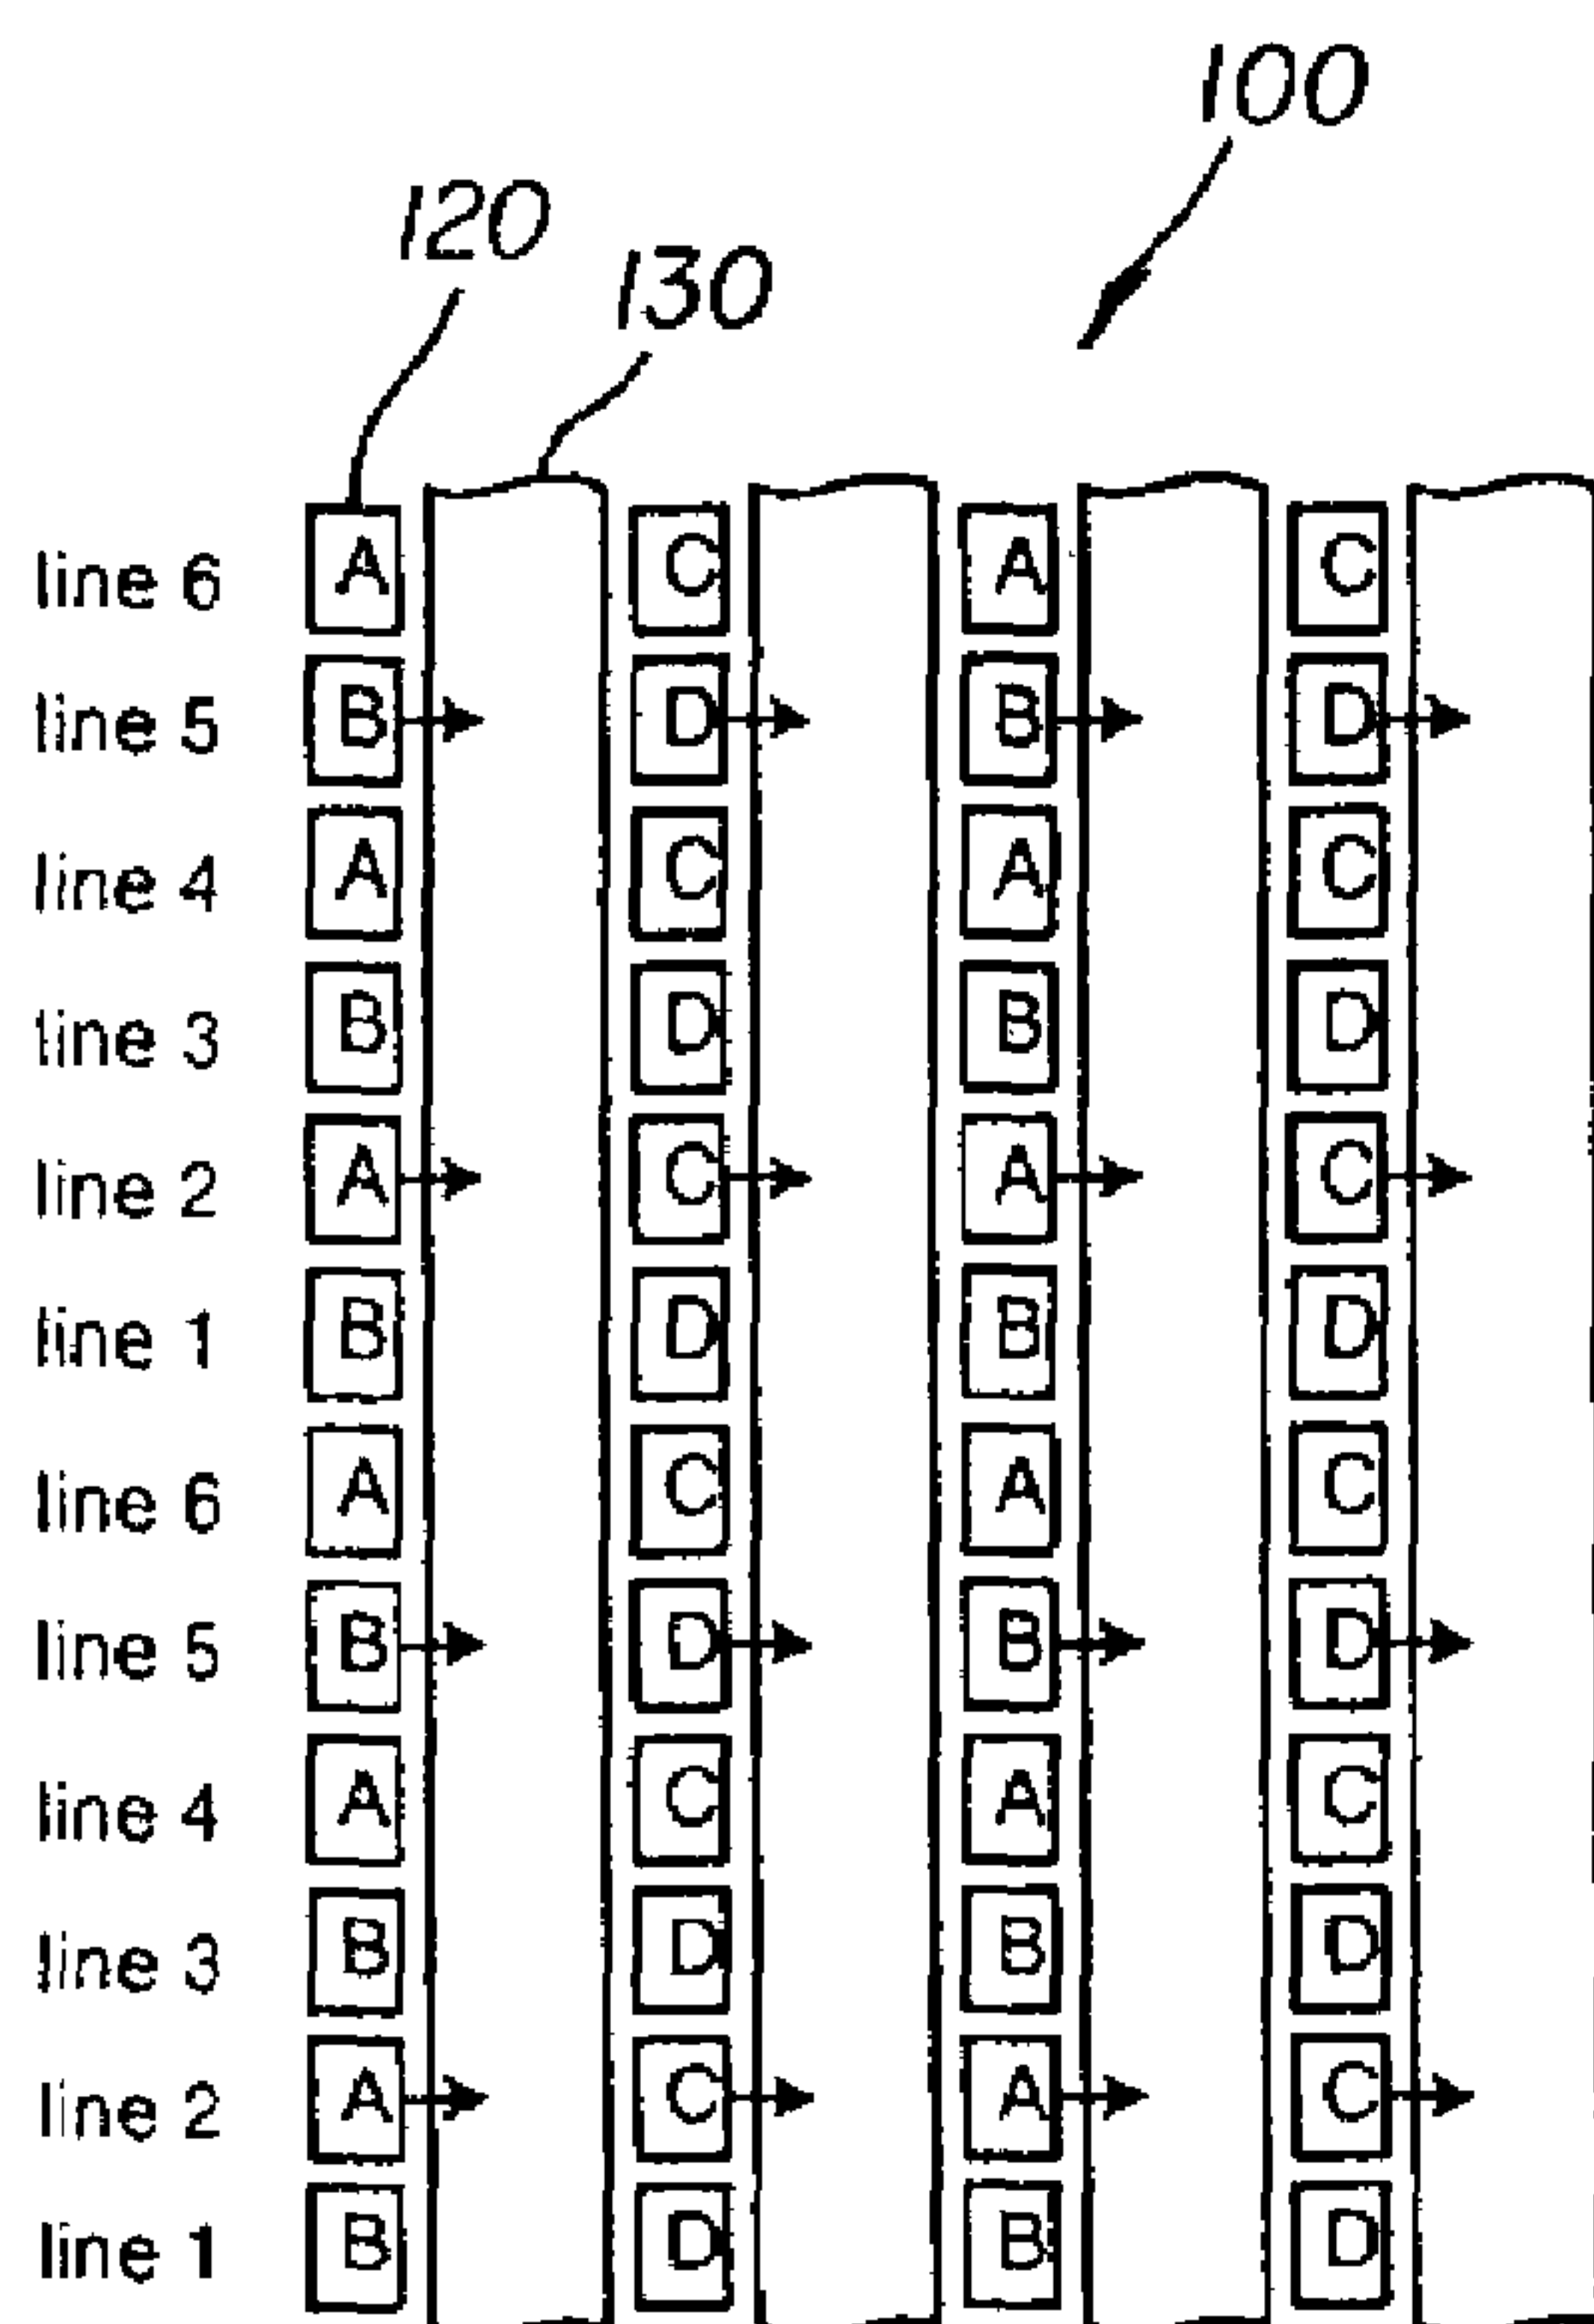 100
120
130
line 6 A C A C
line 5 B D B D
line 4 A C A C
line 3 B D B D
line 2 A C A C
line 1 B D B D
line 6 A C A C
line 5 B D B D
line 4 A C A C
line 3 B D B D
line 2 A C A C
line 1 B D B D